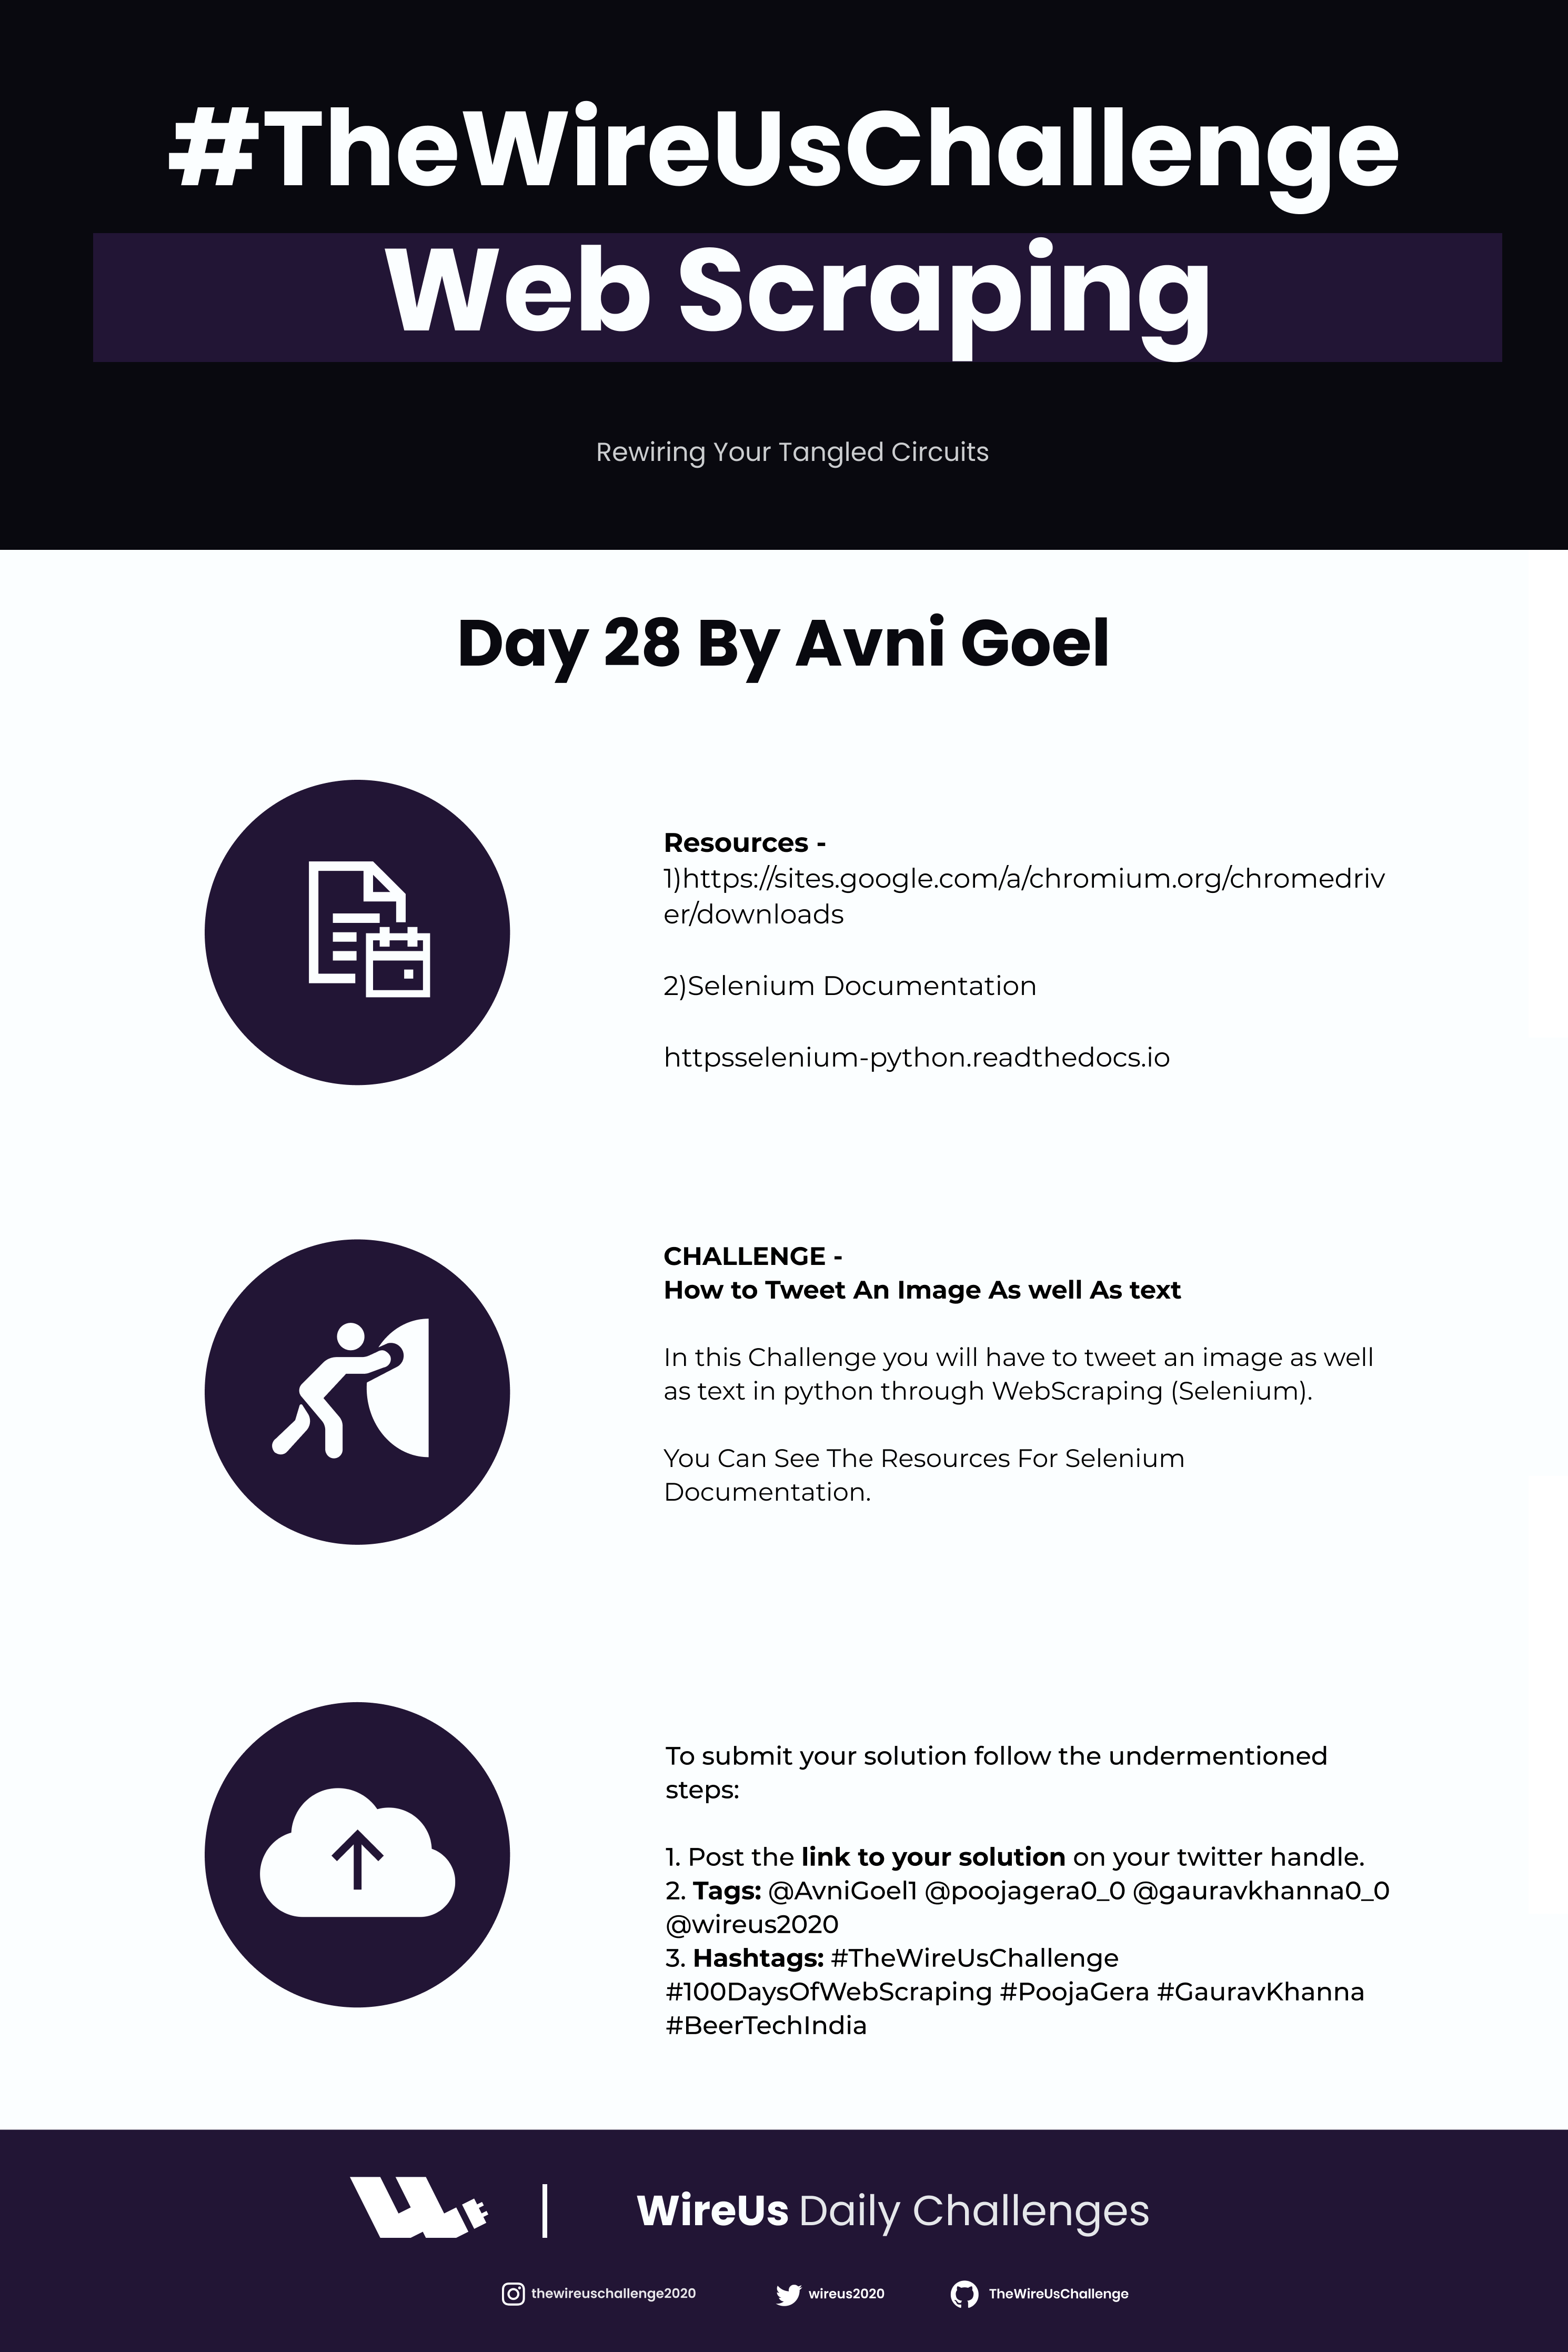 #TheWireUsChallenge
Web Scraping
Rewiring Your Tangled Circuits
Day 28 By Avni Goel
Resources -
1)https://sites.google.com/a/chromium.org/chromedriv
er/downloads
2)Selenium Documentation
httpsselenium-python.readthedocs.io
CHALLENGE -
How to Tweet An Image As well As text
In this Challenge you will have to tweet an image as well
as text in python through WebScraping (Selenium).
You Can See The Resources For Selenium
Documentation.
To submit your solution follow the undermentioned
steps:
1. Post the link to your solution on your twitter handle.
2. Tags: @AvniGoel1 @poojagera0_0 @gauravkhanna0_0
@wireus2020
3. Hashtags: #TheWireUsChallenge
#100DaysOfWebScraping #PoojaGera #GauravKhanna
#BeerTechIndia
WireUs Daily Challenges
thewireuschallenge2020 wireus2020 TheWireUsChallenge